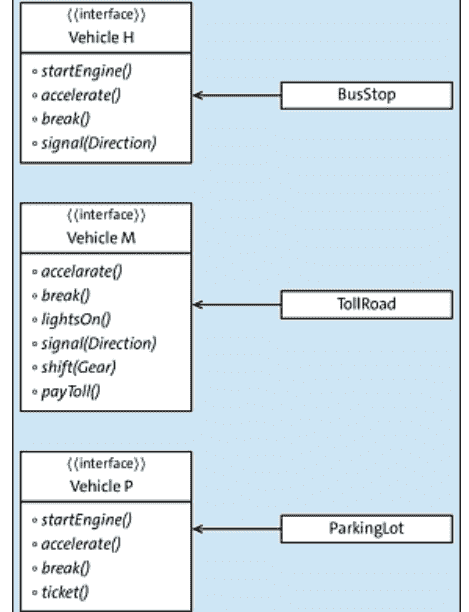 ⟨⟨interface⟩⟩
Vehicle H
startEngine()
accelerate()
break()
signal(Direction)
BusStop
⟨⟨interface⟩⟩
Vehicle M
accelarate()
break()
lightsOn()
signal(Direction)
shift(Gear)
payToll()
TollRoad
⟨⟨interface⟩⟩
Vehicle P
startEngine()
accelerate()
break()
ticket()
ParkingLot